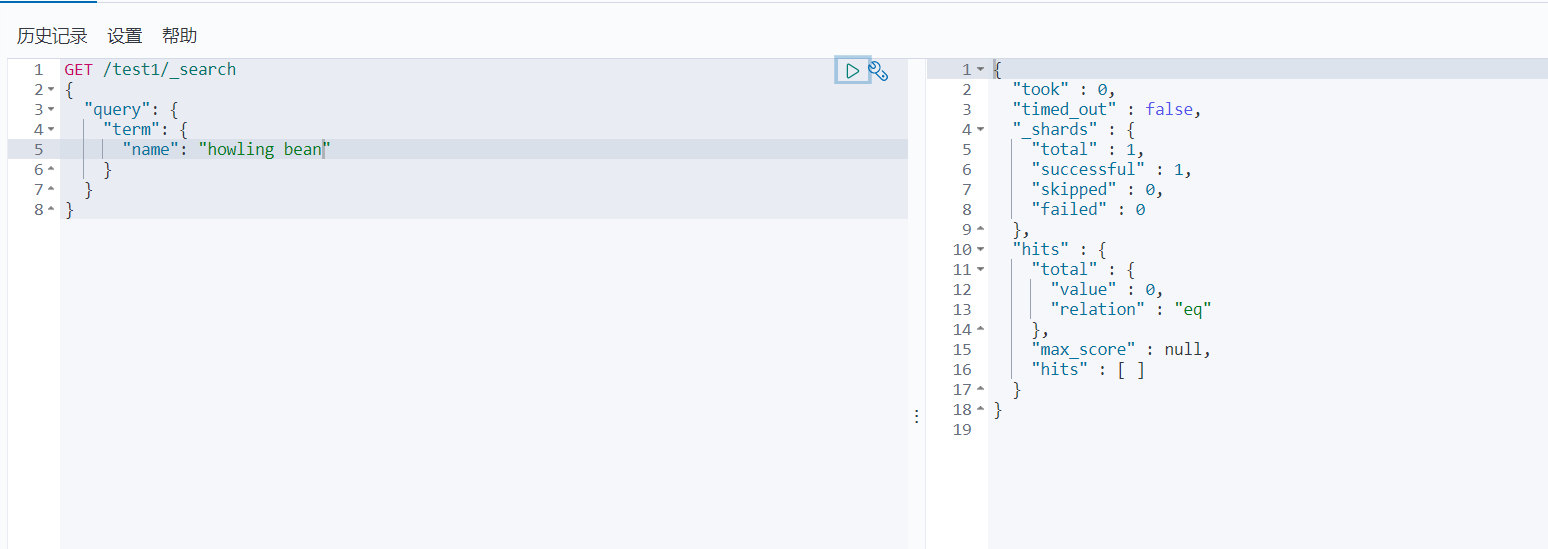 历史记录 设置 帮助
1 GET /test1/_search
2 {
3 "query": {
4 "term": {
5 "name": "howling bean"
6 }
7 }
8 }
1 {
2 "took" : 0,
3 "timed_out" : false,
4 "_shards" : {
5 "total" : 1,
6 "successful" : 1,
7 "skipped" : 0,
8 "failed" : 0
9 },
10 "hits" : {
11 "total" : {
12 "value" : 0,
13 "relation" : "eq"
14 },
15 "max_score" : null,
16 "hits" : [ ]
17 }
18 }
19